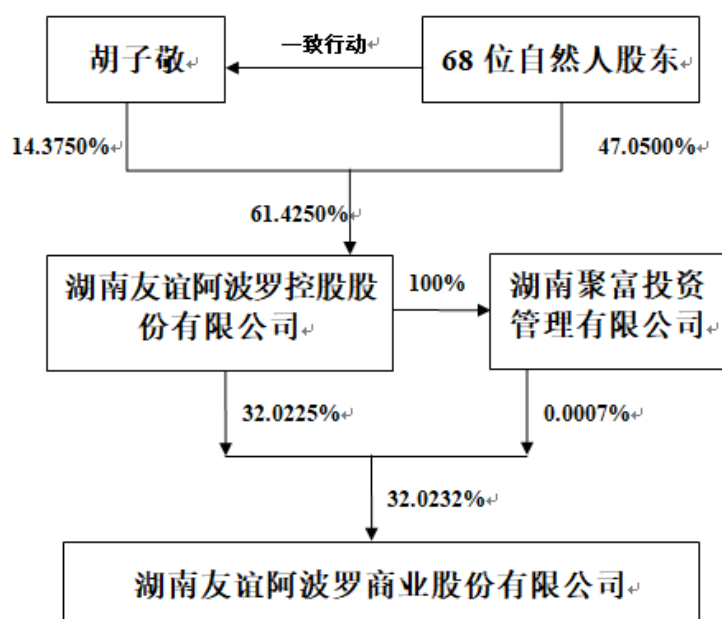 一致行动
胡子敬
68 位自然人股东
14.3750%
47.0500%
61.4250%
湖南友谊阿波罗控股股
份有限公司
100%
湖南聚富投资
管理有限公司
32.0225%
0.0007%
32.0232%
湖南友谊阿波罗商业股份有限公司